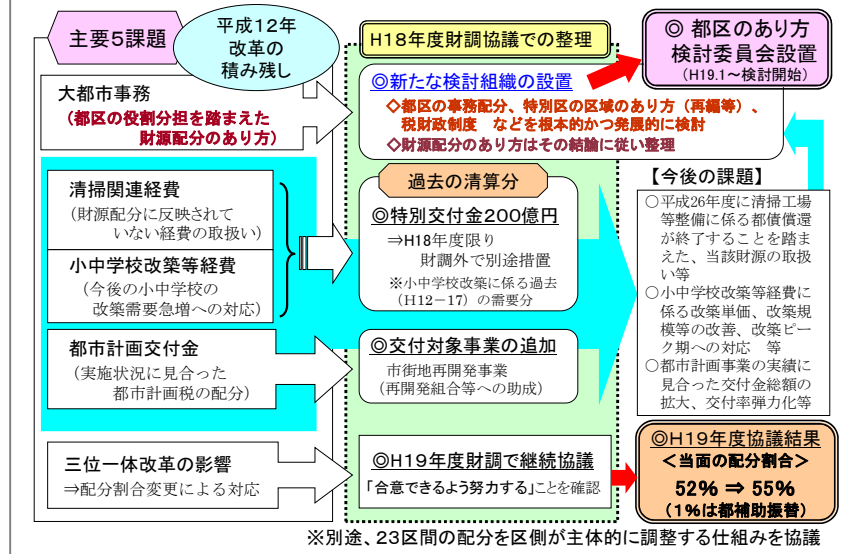 主要5課題
平成12年
改革の
積み残し
H18年度財調協議での整理
◎ 都区のあり方
検討委員会設置
(H19.1～検討開始)
大都市事務
(都区の役割分担を踏まえた
財源配分のあり方)
◎新たな検討組織の設置
◇都区の事務配分、特別区の区域のあり方（再編等）、
税財政制度 などを根本的かつ発展的に検討
◇財源配分のあり方はその結論に従い整理
清掃関連経費
(財源配分に反映されて
いない経費の取扱い)
小中学校改築等経費
(今後の小中学校の
改築需要急増への対応)
過去の清算分
◎特別交付金200億円
⇒H18年度限り
財調外で別途措置
※小中学校改築に係る過去
(H12－17）の需要分
都市計画交付金
(実施状況に見合った
都市計画税の配分)
◎交付対象事業の追加
市街地再開発事業
(再開発組合等への助成)
【今後の課題】
○平成26年度に清掃工場
等整備に係る都債償還
が終了することを踏ま
えた、当該財源の取扱
い等
○小中学校改築等経費に
係る改築単価、改築規
模等の改善、改築ピー
ク期への対応 等
○都市計画事業の実績に
見合った交付金総額の
拡大、交付率弾力化等
三位一体改革の影響
⇒配分割合変更による対応
◎H19年度財調で継続協議
「合意できるよう努力する」ことを確認
◎H19年度協議結果
＜当面の配分割合＞
52% ⇒ 55%
(1%は都補助振替)
※別途、23区間の配分を区側が主体的に調整する仕組みを協議